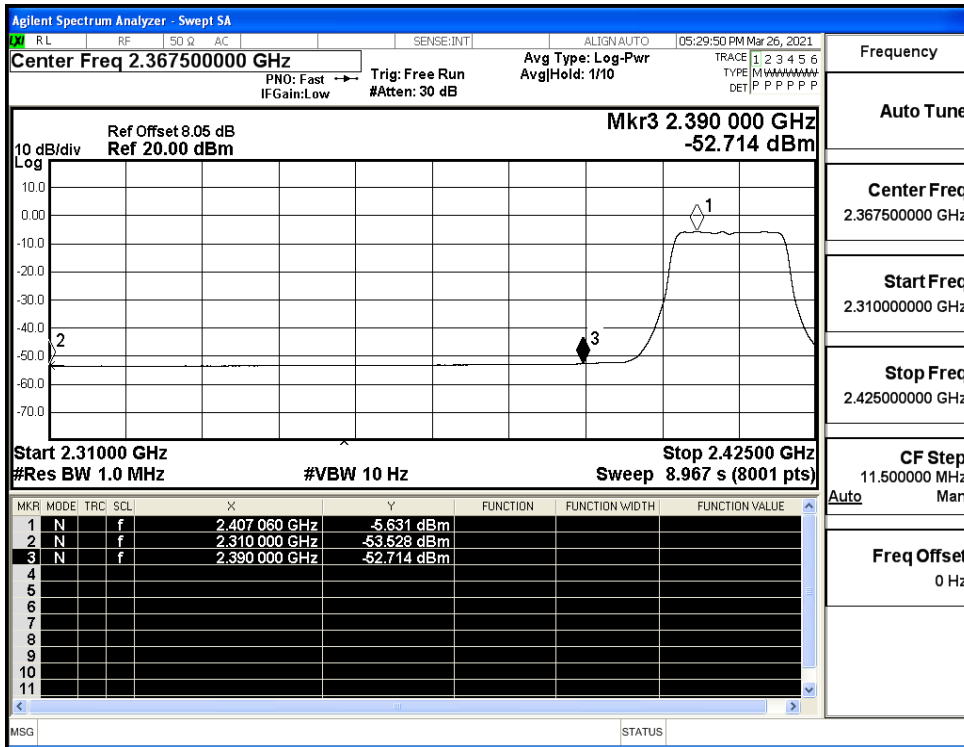 Agilent Spectrum Analyzer - Swept SA
LXI RL RF 50 Ω AC SENSE:INT ALIGN AUTO 05:29:50 PM Mar 26, 2021
Center Freq 2.367500000 GHz
PNO: Fast
IFGain:Low
Trig: Free Run
#Atten: 30 dB
Avg Type: Log-Pwr
Avg|Hold: 1/10
TRACE 1 2 3 4 5 6
TYPE M WWWWW
DET P P P P P P
Mkr3 2.390 000 GHz
-52.714 dBm
Ref Offset 8.05 dB
10 dB/div Ref 20.00 dBm
Log
10.0
0.00
-10.0
-20.0
-30.0
-40.0
-50.0
-60.0
-70.0
1
2
3
Start 2.31000 GHz Stop 2.42500 GHz
#Res BW 1.0 MHz #VBW 10 Hz Sweep 8.967 s (8001 pts)
MKR MODE TRC SCL X Y FUNCTION FUNCTION WIDTH FUNCTION VALUE
1 N f 2.407 060 GHz -5.631 dBm
2 N f 2.310 000 GHz -53.528 dBm
3 N f 2.390 000 GHz -52.714 dBm
4
5
6
7
8
9
10
11
MSG STATUS
Frequency
Auto Tune
Center Freq
2.367500000 GHz
Start Freq
2.310000000 GHz
Stop Freq
2.425000000 GHz
CF Step
11.500000 MHz
Auto Man
Freq Offset
0 Hz